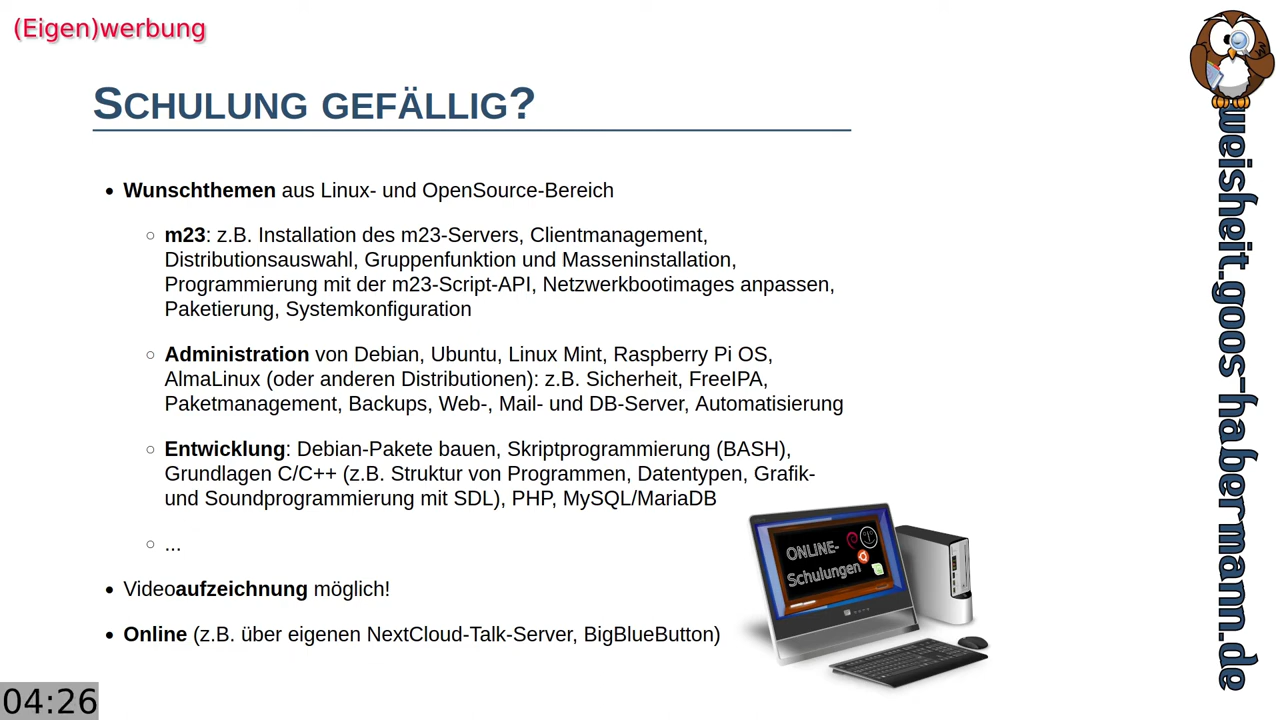 (Eigen)werbung
SCHULUNG GEFÄLLIG?
• Wunschthemen aus Linux- und OpenSource-Bereich
○ m23: z.B. Installation des m23-Servers, Clientmanagement,
Distributionsauswahl, Gruppenfunktion und Masseninstallation,
Programmierung mit der m23-Script-API, Netzwerkbootimages anpassen,
Paketierung, Systemkonfiguration
○ Administration von Debian, Ubuntu, Linux Mint, Raspberry Pi OS,
AlmaLinux (oder anderen Distributionen): z.B. Sicherheit, FreeIPA,
Paketmanagement, Backups, Web-, Mail- und DB-Server, Automatisierung
○ Entwicklung: Debian-Pakete bauen, Skriptprogrammierung (BASH),
Grundlagen C/C++ (z.B. Struktur von Programmen, Datentypen, Grafik-
und Soundprogrammierung mit SDL), PHP, MySQL/MariaDB
○ ...
• Videoaufzeichnung möglich!
• Online (z.B. über eigenen NextCloud-Talk-Server, BigBlueButton)
ONLINE-
Schulungen
04:26
weisheit.goos-habermann.de